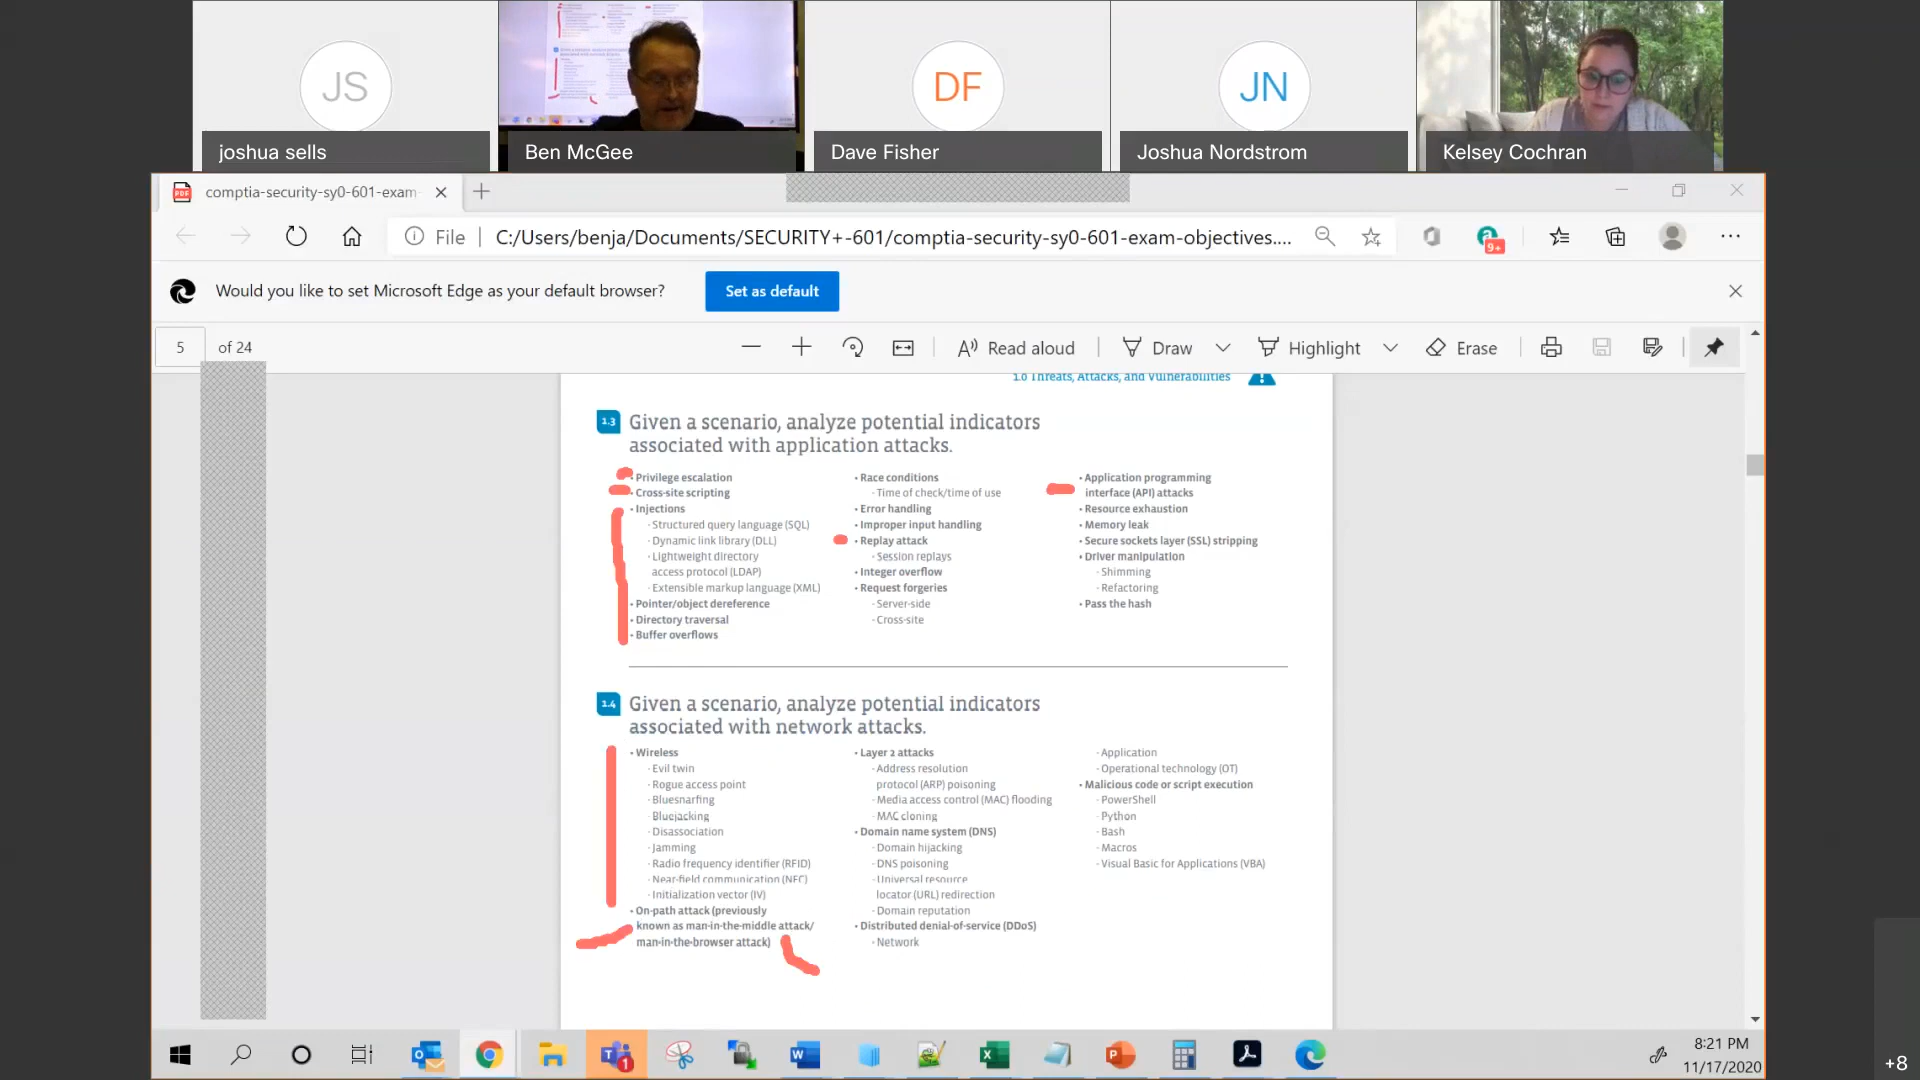 JS
DF
JN
joshua sells
Ben McGee
Dave Fisher
Joshua Nordstrom
Kelsey Cochran
comptia-security-sy0-601-exam-
File
C:/Users/benja/Documents/SECURITY+-601/comptia-security-sy0-601-exam-objectives....
9+
Would you like to set Microsoft Edge as your default browser?
Set as default
5 of 24
Read aloud
Draw
Highlight
Erase
1.0 Threats, Attacks, and Vulnerabilities
1.3 Given a scenario, analyze potential indicators
associated with application attacks.
• Privilege escalation
• Cross-site scripting
• Injections
- Structured query language (SQL)
- Dynamic link library (DLL)
- Lightweight directory
access protocol (LDAP)
- Extensible markup language (XML)
• Pointer/object dereference
• Directory traversal
• Buffer overflows
• Race conditions
- Time of check/time of use
• Error handling
• Improper input handling
• Replay attack
- Session replays
• Integer overflow
• Request forgeries
- Server-side
- Cross-site
• Application programming
interface (API) attacks
• Resource exhaustion
• Memory leak
• Secure sockets layer (SSL) stripping
• Driver manipulation
- Shimming
- Refactoring
• Pass the hash
1.4 Given a scenario, analyze potential indicators
associated with network attacks.
• Wireless
- Evil twin
- Rogue access point
- Bluesnarfing
- Bluejacking
- Disassociation
- Jamming
- Radio frequency identifier (RFID)
- Near-field communication (NFC)
- Initialization vector (IV)
• On-path attack (previously
known as man-in-the-middle attack/
man-in-the-browser attack)
• Layer 2 attacks
- Address resolution
protocol (ARP) poisoning
- Media access control (MAC) flooding
- MAC cloning
• Domain name system (DNS)
- Domain hijacking
- DNS poisoning
- Universal resource
locator (URL) redirection
- Domain reputation
• Distributed denial-of-service (DDoS)
- Network
- Application
- Operational technology (OT)
• Malicious code or script execution
- PowerShell
- Python
- Bash
- Macros
- Visual Basic for Applications (VBA)
8:21 PM
11/17/2020
+8